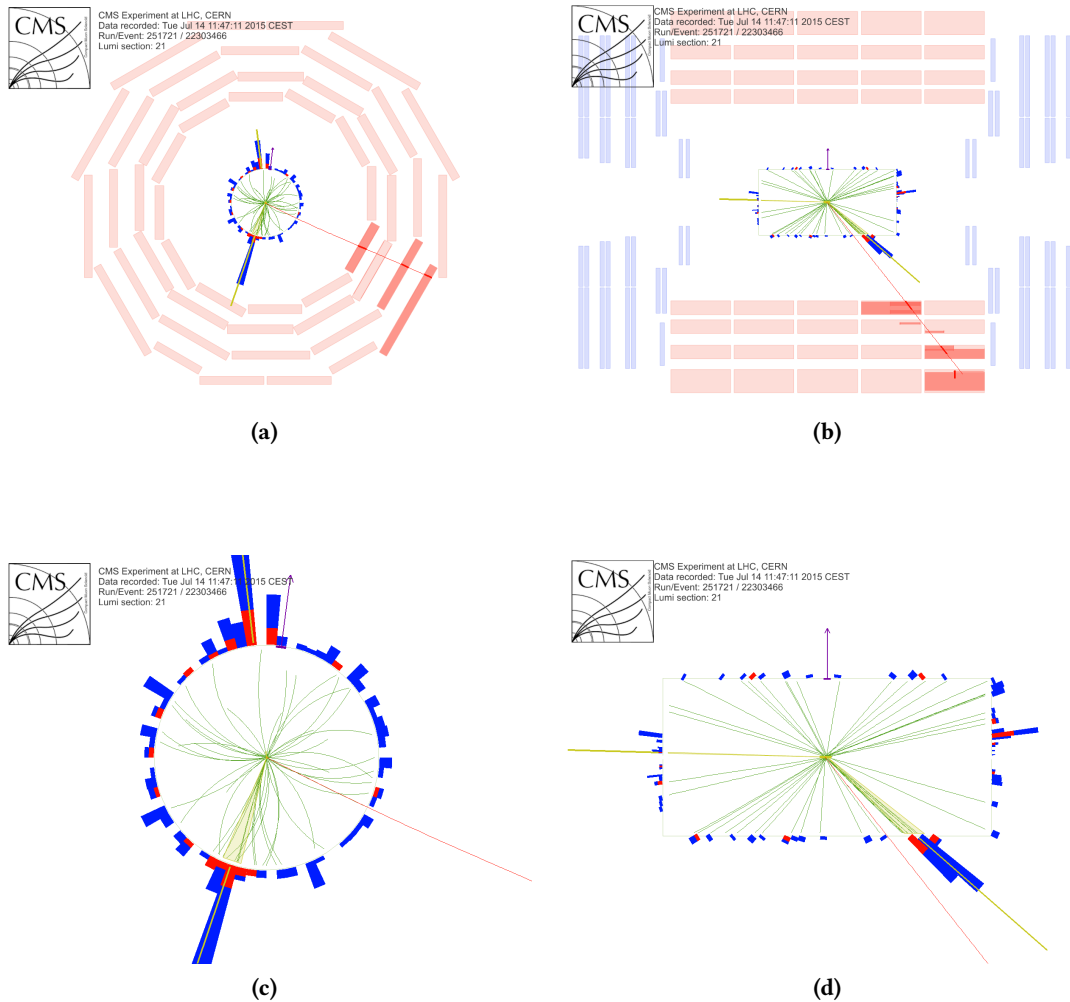 CMS
CMS Experiment at LHC, CERN
Data recorded: Tue Jul 14 11:47:11 2015 CEST
Run/Event: 251721 / 22303466
Lumi section: 21
CMS
CMS Experiment at LHC, CERN
Data recorded: Tue Jul 14 11:47:11 2015 CEST
Run/Event: 251721 / 22303466
Lumi section: 21
(a)
(b)
CMS
CMS Experiment at LHC, CERN
Data recorded: Tue Jul 14 11:47:11 2015 CEST
Run/Event: 251721 / 22303466
Lumi section: 21
CMS
CMS Experiment at LHC, CERN
Data recorded: Tue Jul 14 11:47:11 2015 CEST
Run/Event: 251721 / 22303466
Lumi section: 21
(c)
(d)